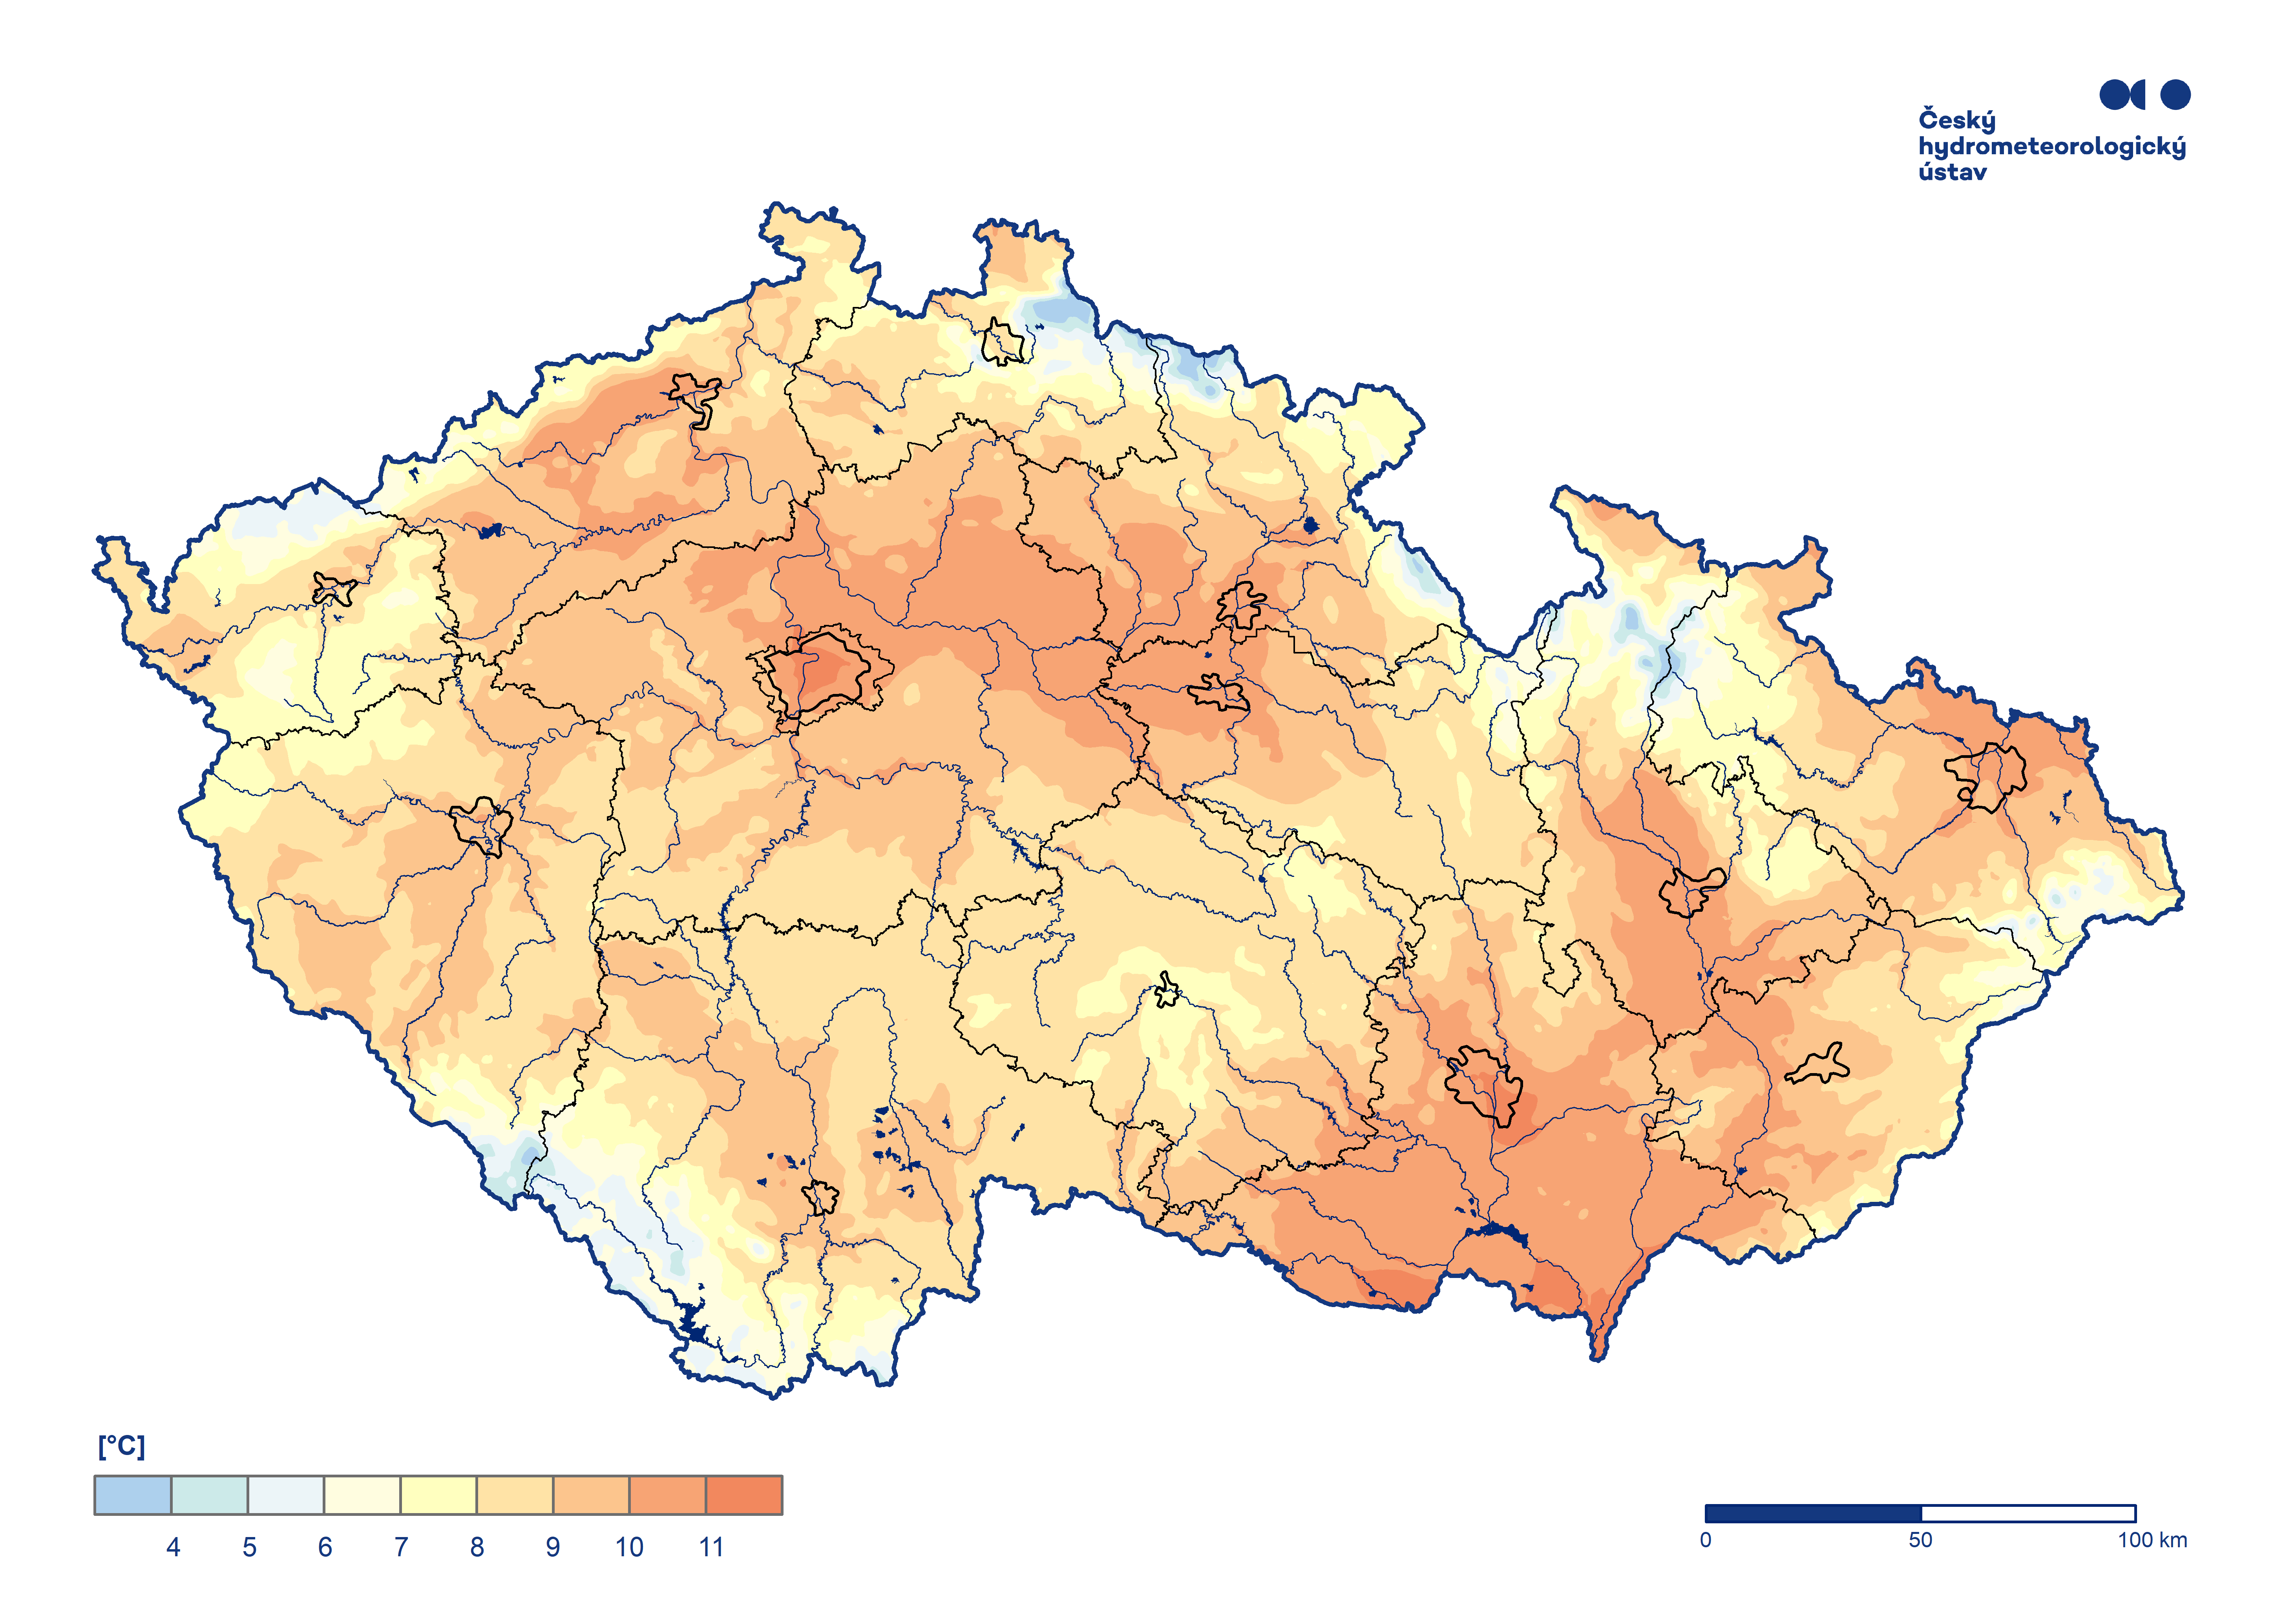 Český
hydrometeorologický
ústav
[°C]
4 5 6 7 8 9 10 11
0 50 100 km